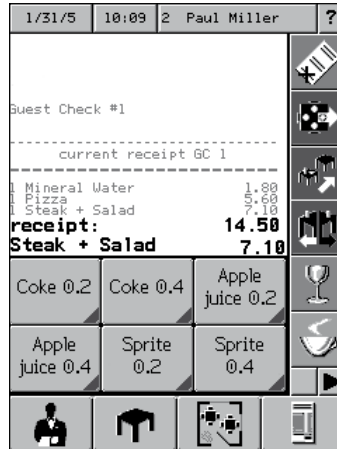 1/31/5 10:09 2 Paul Miller ?
Guest Check #1
current receipt GC 1
1 Mineral Water 1.80
1 Pizza 5.60
1 Steak + Salad 7.10
receipt: 14.50
Steak + Salad 7.10
Coke 0.2 Coke 0.4 Apple
juice 0.2
Apple
juice 0.4 Sprite
0.2 Sprite
0.4